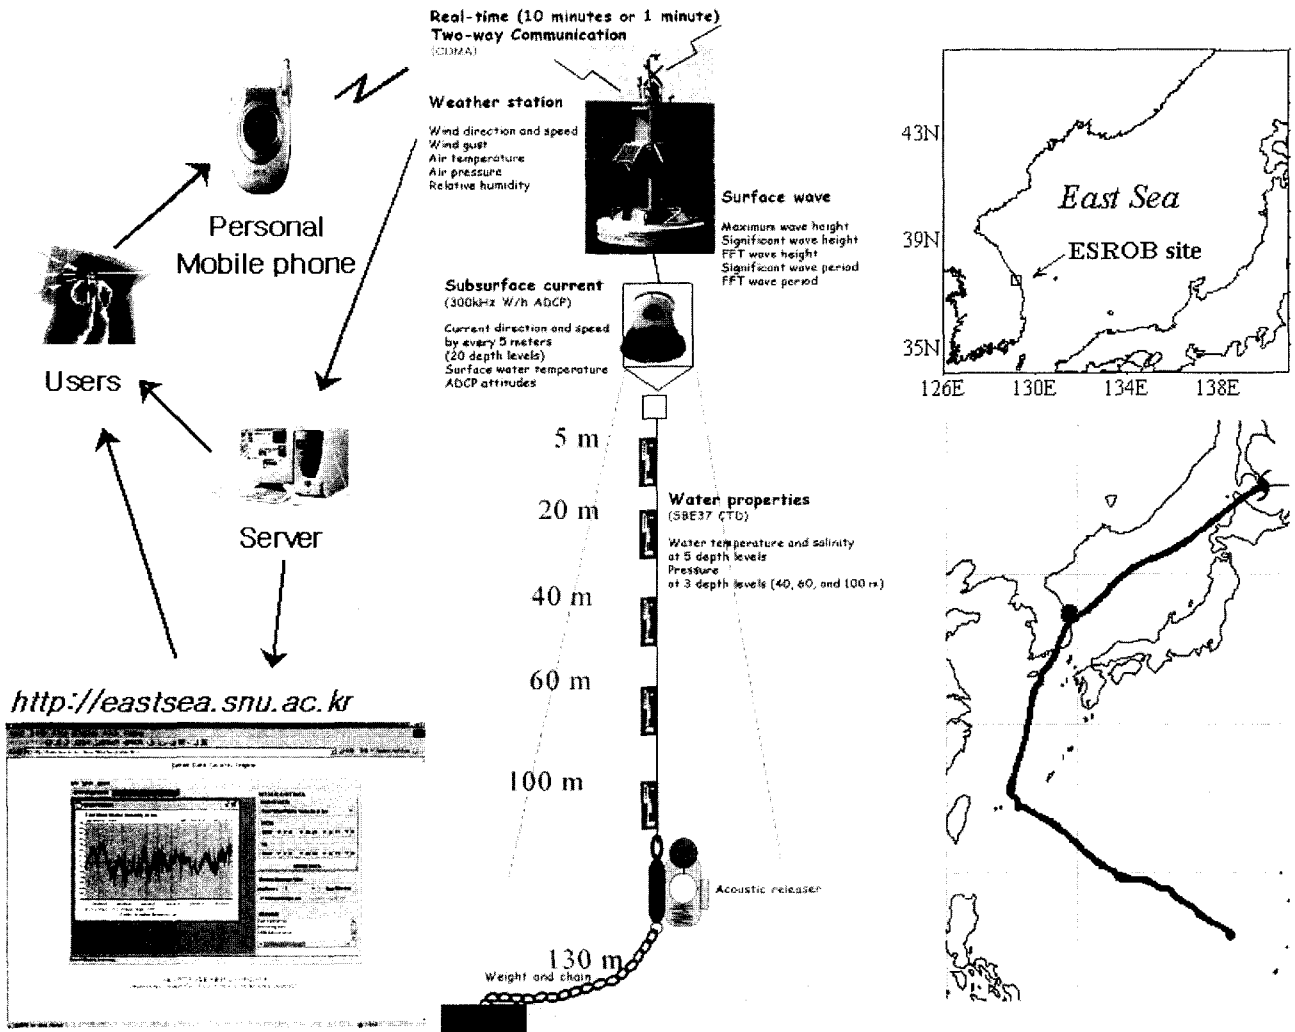 Real-time (10 minutes or 1 minute)
Two-way Communication
(CDMA)
Weather station
Wind direction and speed
Wind gust
Air temperature
Air pressure
Relative humidity
Personal
Mobile phone
Users
Server
http://eastsea.snu.ac.kr
Surface wave
Maximum wave height
Significant wave height
FFT wave height
Significant wave period
FFT wave period
Subsurface current
(300kHz W/h ADCP)
Current direction and speed
by every 5 meters
(20 depth levels)
Surface water temperature
ADCP attitudes
5 m
20 m
40 m
60 m
100 m
130 m
Water properties
(SBE37 CTD)
Water temperature and salinity
at 5 depth levels
Pressure
at 3 depth levels (40, 60, and 100 m)
Acoustic releaser
Weight and chain
43N
39N
35N
126E
130E
134E
138E
East Sea
ESROB site